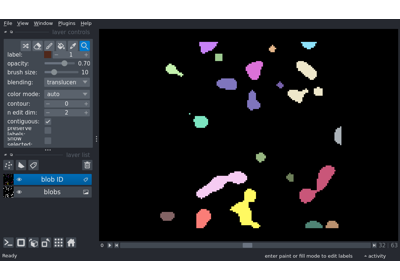 File View Window Plugins Help
layer controls
label: 1
opacity: 0.70
brush size: 10
blending: translucen
color mode: auto
contour: 0
n edit dim: 2
contiguous:
preserve labels:
show selected:
layer list
blob ID
blobs
32 63
Ready
enter paint or fill mode to edit labels
activity